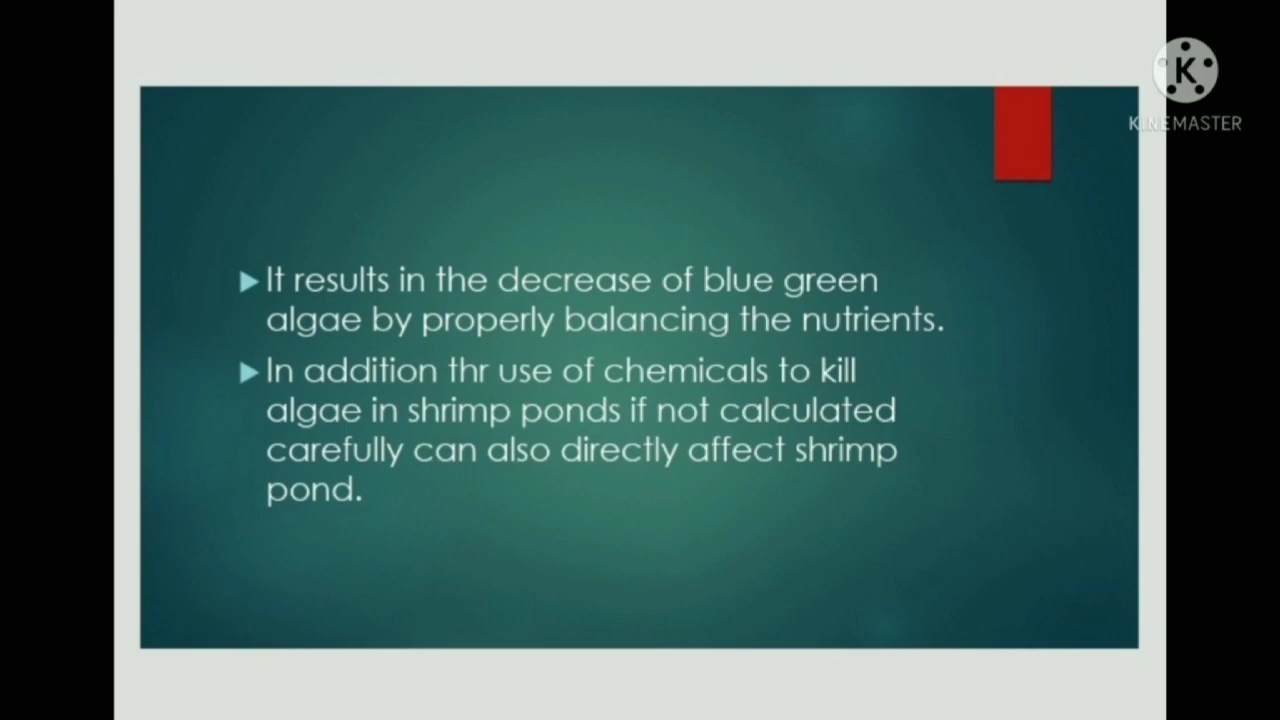 KINEMASTER
It results in the decrease of blue green
algae by properly balancing the nutrients.
In addition thr use of chemicals to kill
algae in shrimp ponds if not calculated
carefully can also directly affect shrimp
pond.